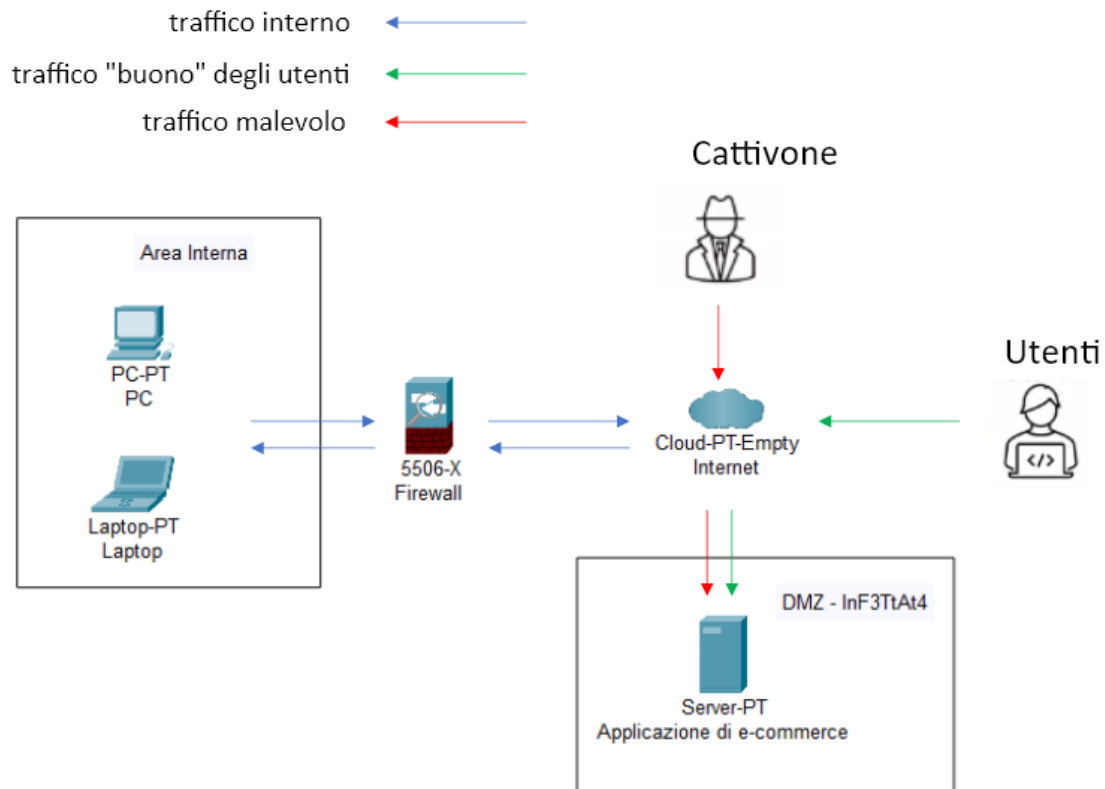 traffico interno
traffico "buono" degli utenti
traffico malevolo
Cattivone
Area Interna
PC-PT
PC
Utenti
Cloud-PT-Empty
Internet
5506-X
Firewall
Laptop-PT
Laptop
DMZ - InF3TtAt4
Server-PT
Applicazione di e-commerce